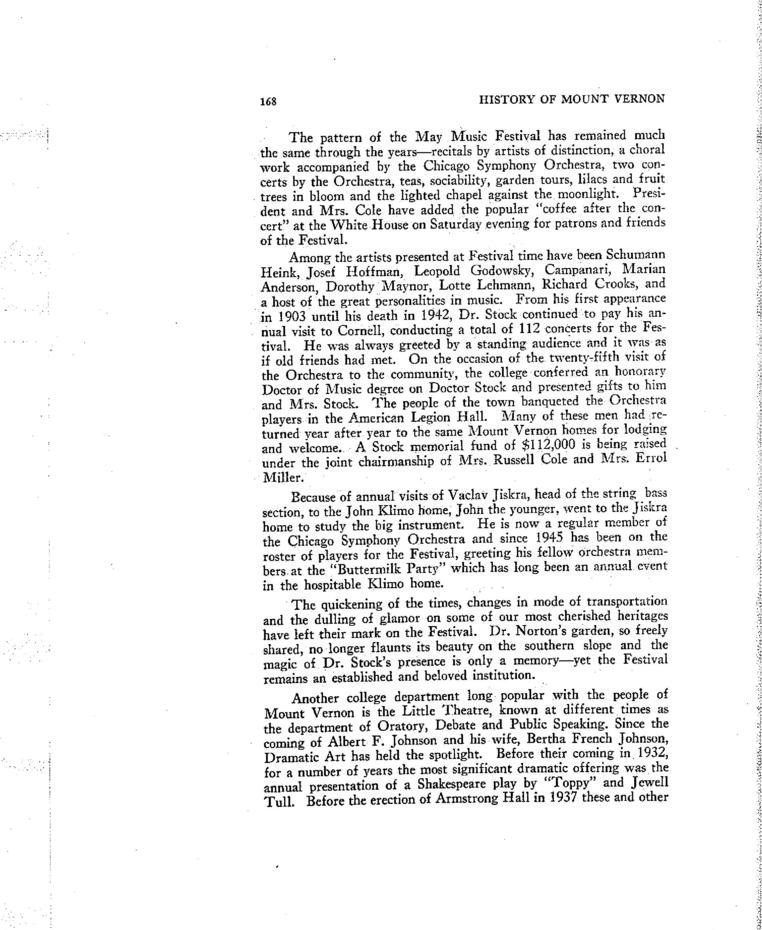 168 HISTORY OF MOUNT VERNON
The pattern of the May Music Festival has remained much
the same through the years—recitals by artists of distinction, a choral
work accompanied by the Chicago Symphony Orchestra, two con-
certs by the Orchestra, teas, sociability, garden tours, lilacs and fruit
trees in bloom and the lighted chapel against the moonlight. Presi-
dent and Mrs. Cole have added the popular "coffee after the con-
cert" at the White House on Saturday evening for patrons and friends
of the Festival.
Among the artists presented at Festival time have been Schumann
Heink, Josef Hoffman, Leopold Godowsky, Campanari, Marian
Anderson, Dorothy Maynor, Lotte Lehmann, Richard Crooks, and
a host of the great personalities in music. From his first appearance
in 1903 until his death in 1942, Dr. Stock continued to pay his an-
nual visit to Cornell, conducting a total of 112 concerts for the Fes-
tival. He was always greeted by a standing audience and it was as
if old friends had met. On the occasion of the twenty-fifth visit of
the Orchestra to the community, the college conferred an honorary
Doctor of Music degree on Doctor Stock and presented gifts to him
and Mrs. Stock. The people of the town banqueted the Orchestra
players in the American Legion Hall. Many of these men had re-
turned year after year to the same Mount Vernon homes for lodging
and welcome. A Stock memorial fund of $112,000 is being raised
under the joint chairmanship of Mrs. Russell Cole and Mrs. Errol
Miller.
Because of annual visits of Vaclav Jiskra, head of the string bass
section, to the John Klimo home, John the younger, went to the Jiskra
home to study the big instrument. He is now a regular member of
the Chicago Symphony Orchestra and since 1945 has been on the
roster of players for the Festival, greeting his fellow orchestra mem-
bers at the "Buttermilk Party" which has long been an annual event
in the hospitable Klimo home.
The quickening of the times, changes in mode of transportation
and the dulling of glamor on some of our most cherished heritages
have left their mark on the Festival. Dr. Norton's garden, so freely
shared, no longer flaunts its beauty on the southern slope and the
magic of Dr. Stock's presence is only a memory—yet the Festival
remains an established and beloved institution.
Another college department long popular with the people of
Mount Vernon is the Little Theatre, known at different times as
the department of Oratory, Debate and Public Speaking. Since the
coming of Albert F. Johnson and his wife, Bertha French Johnson,
Dramatic Art has held the spotlight. Before their coming in 1932,
for a number of years the most significant dramatic offering was the
annual presentation of a Shakespeare play by "Toppy" and Jewell
Tull. Before the erection of Armstrong Hall in 1937 these and other